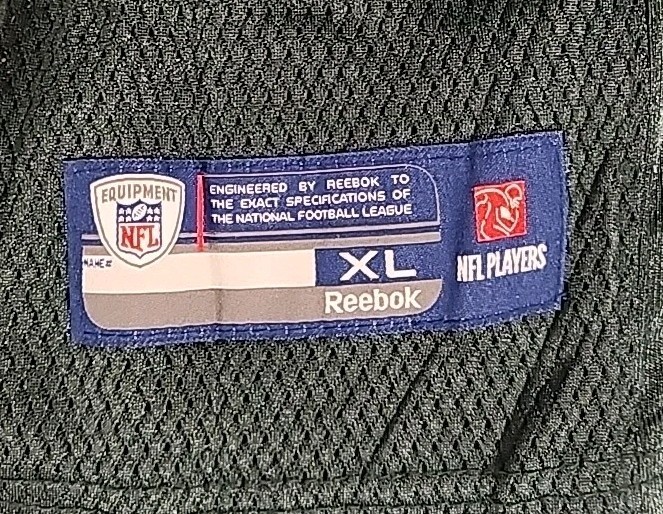 EQUIPMENT
NFL
ENGINEERED BY REEBOK TO
THE EXACT SPECIFICATIONS OF
THE NATIONAL FOOTBALL LEAGUE
NAME#
XL
Reebok
NFL PLAYERS